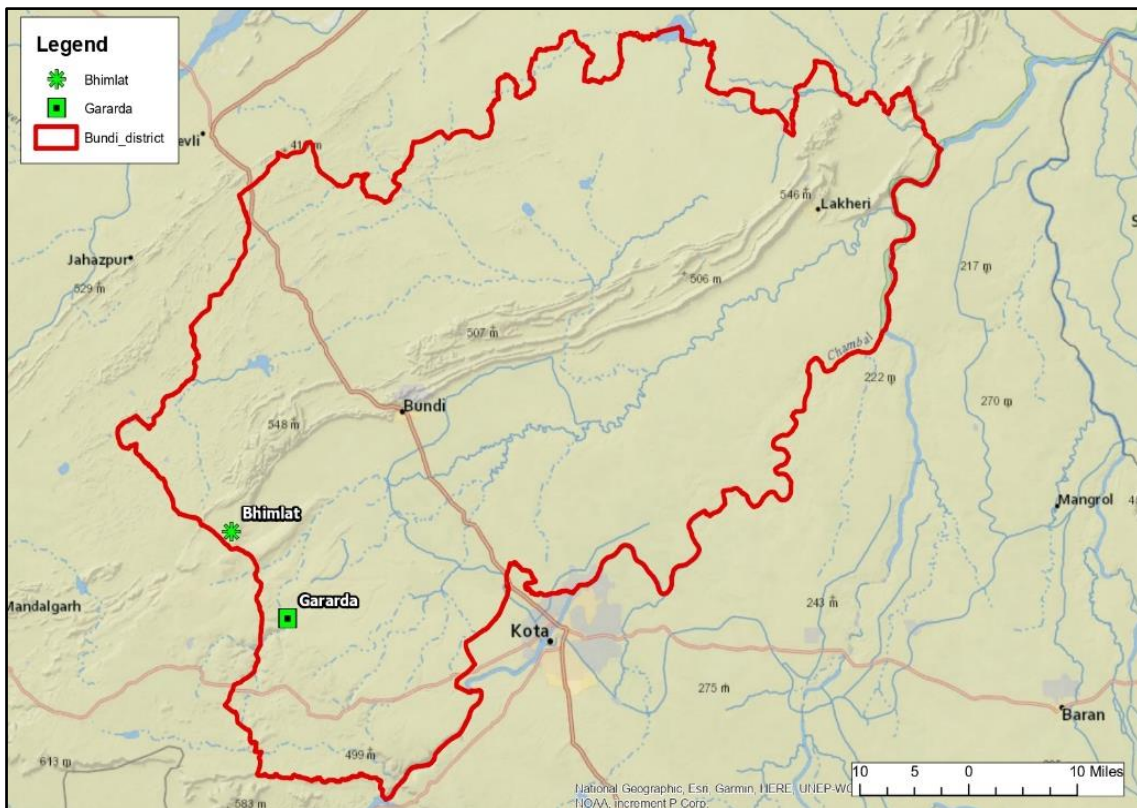 Legend
Bhimlat
Gararda
Bundi_district
evli
41 m
546 m
Lakheri
Jahazpur
529 m
217 m
506 m
507 m
Chambal
222 m
Bundi
548 m
270 m
Mangrol
Bhimlat
Mandalgarh
Gararda
243 m
Kota
275 m
Baran
499 m
613 m
583 m
10 5 0 10 Miles
National Geographic, Esri, Garmin, HERE, UNEP-WC
NOAA, increment P Corp.